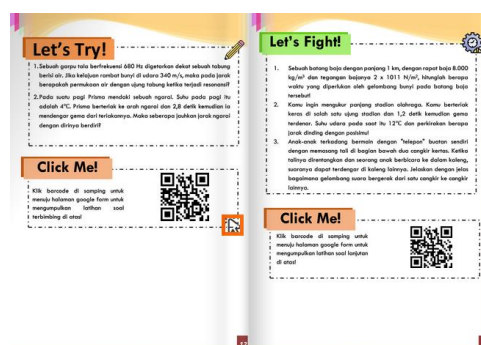 Let's Try!
1. Sebuah garpu tala berfrekuensi 680 Hz digetarkan dekat sebuah tabung
berisi air. Jika kelajuan rambat bunyi di udara 340 m/s, maka pada jarak
berapakah permukaan air dengan ujung tabung ketika terjadi resonansi?
2. Pada suatu pagi Prisma mendaki sebuah ngarai. Suhu pada pagi itu
adalah 4°C. Prisma berteriak ke arah ngarai dan 2,8 detik kemudian ia
mendengar gema dari teriakannya. Maka seberapa jauhkan jarak ngarai
dengan dirinya berdiri?
Click Me!
Klik barcode di samping untuk
menuju halaman google form untuk
mengumpulkan latihan soal
terbimbing di atas!
Let's Fight!
1. Sebuah batang baja dengan panjang 1 km, dengan rapat baja 8.000
kg/m³ dan tegangan bajanya 2 x 1011 N/m², hitunglah berapa
waktu yang diperlukan oleh gelombang bunyi pada batang baja
tersebut!
2. Kamu ingin mengukur panjang stadion olahraga. Kamu berteriak
keras di salah satu ujung stadion dan 1,2 detik kemudian gema
terdengar. Suhu udara pada saat itu 12°C dan perkirakan berapa
jarak dinding dengan posisimu!
3. Anak-anak terkadang bermain dengan "telepon" buatan sendiri
dengan memasang tali di bagian bawah dua cangkir kertas. Ketika
talinya direntangkan dan seorang anak berbicara ke dalam kaleng,
suaranya dapat terdengar di kaleng lainnya. Jelaskan dengan jelas
bagaimana gelombang suara bergerak dari satu cangkir ke cangkir
lainnya.
Click Me!
Klik barcode di samping untuk
menuju halaman google form untuk
mengumpulkan latihan soal lanjutan
di atas!